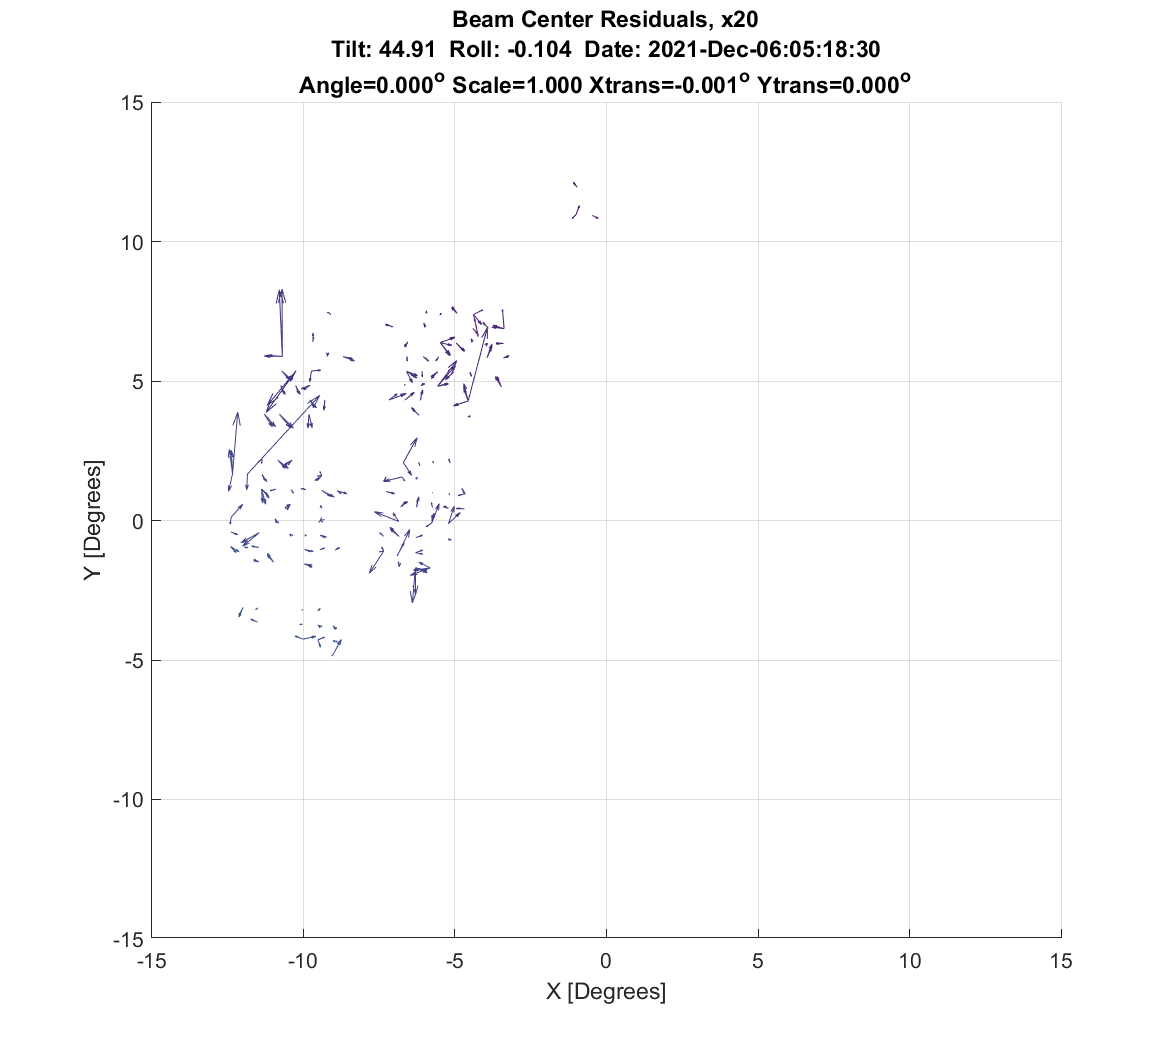 Beam Center Residuals, x20
Tilt: 44.91 Roll: -0.104 Date: 2021-Dec-06:05:18:30
Angle=0.000° Scale=1.000 Xtrans=-0.001° Ytrans=0.000°
15
10
5
0
-5
-10
-15
Y [Degrees]
-15 -10 -5 0 5 10 15
X [Degrees]